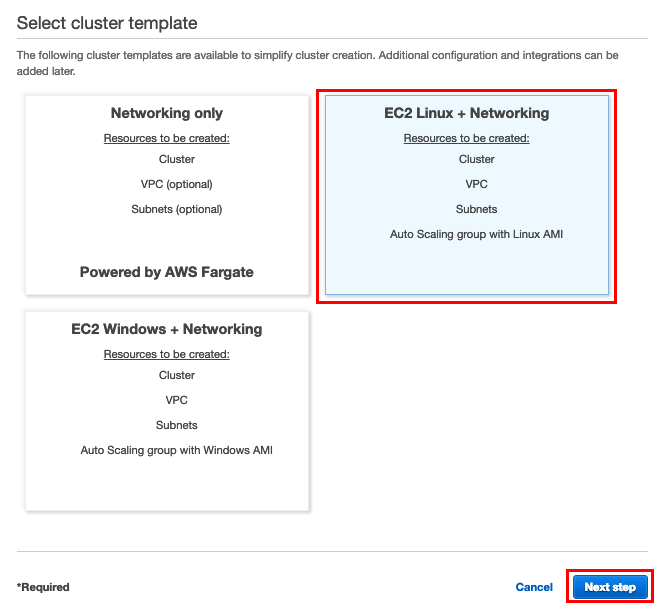 Select cluster template
The following cluster templates are available to simplify cluster creation. Additional configuration and integrations can be
added later.
Networking only
Resources to be created:
Cluster
VPC (optional)
Subnets (optional)
Powered by AWS Fargate
EC2 Linux + Networking
Resources to be created:
Cluster
VPC
Subnets
Auto Scaling group with Linux AMI
EC2 Windows + Networking
Resources to be created:
Cluster
VPC
Subnets
Auto Scaling group with Windows AMI
*Required
Cancel
Next step